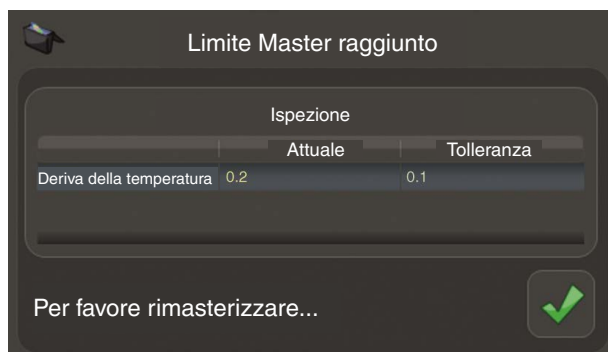 Limite Master raggiunto
Ispezione
Attuale Tolleranza
Deriva della temperatura 0.2 0.1
Per favore rimasterizzare...